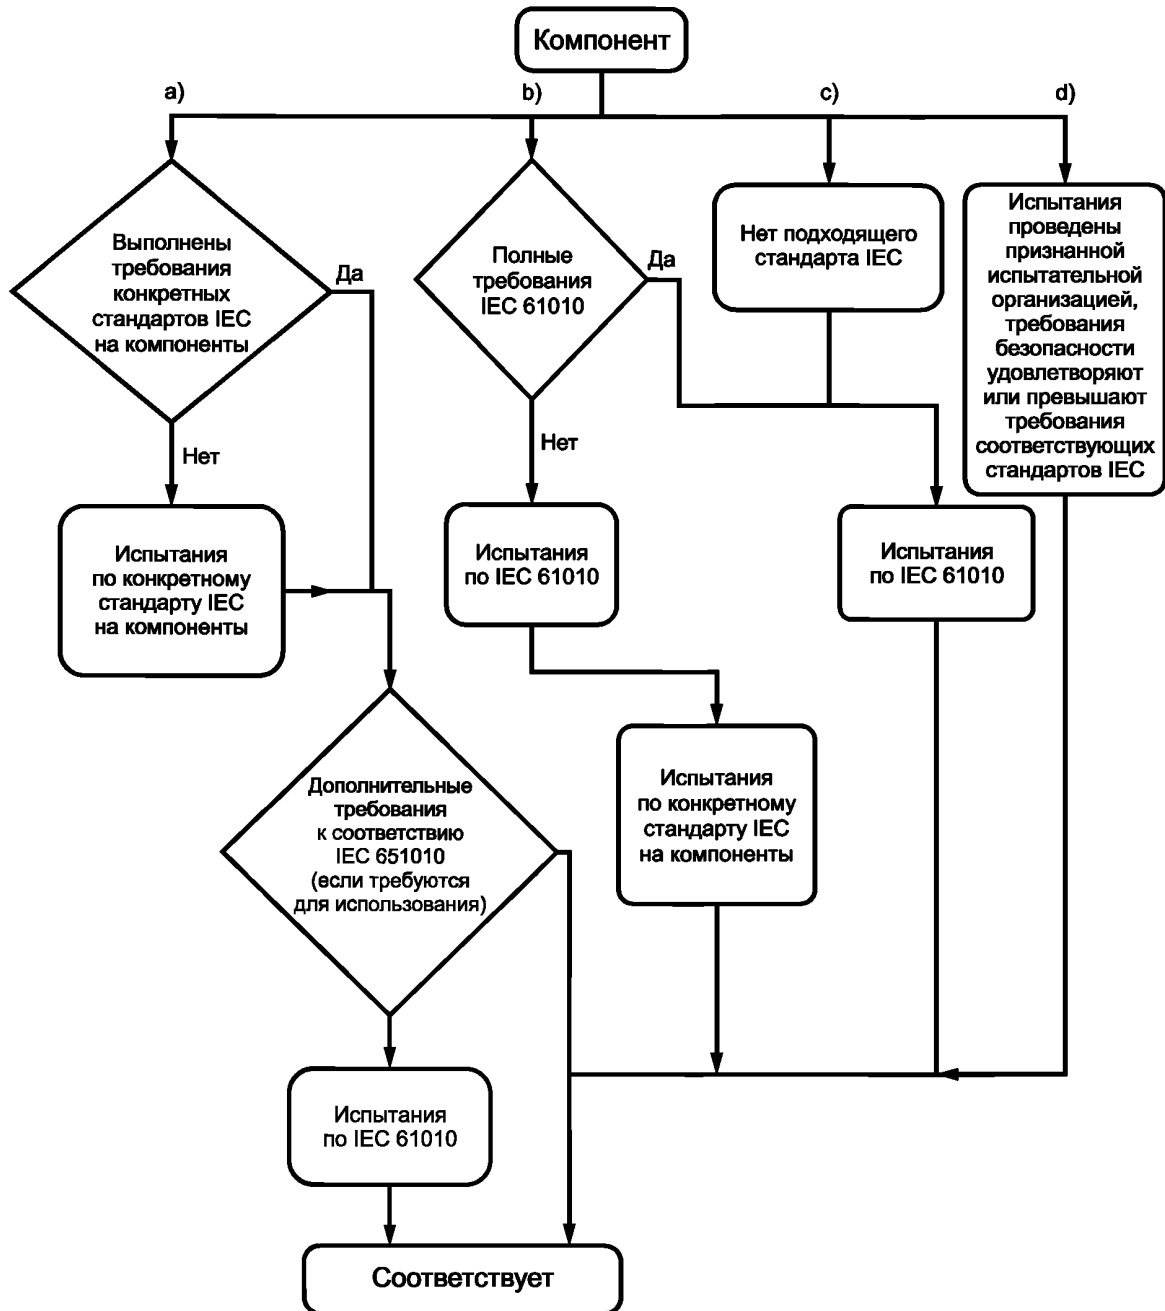 Компонент
a)
b)
c)
d)
Выполнены
требования
конкретных
стандартов IEC
на компоненты
Да
Нет
Полные
требования
IEC 61010
Да
Нет
Нет подходящего
стандарта IEC
Испытания
проведены
признанной
испытательной
организацией,
требования
безопасности
удовлетворяют
или превышают
требования
соответствующих
стандартов IEC
Испытания
по конкретному
стандарту IEC
на компоненты
Испытания
по IEC 61010
Испытания
по IEC 61010
Дополнительные
требования
к соответствию
IEC 651010
(если требуются
для использования)
Испытания
по конкретному
стандарту IEC
на компоненты
Испытания
по IEC 61010
Соответствует